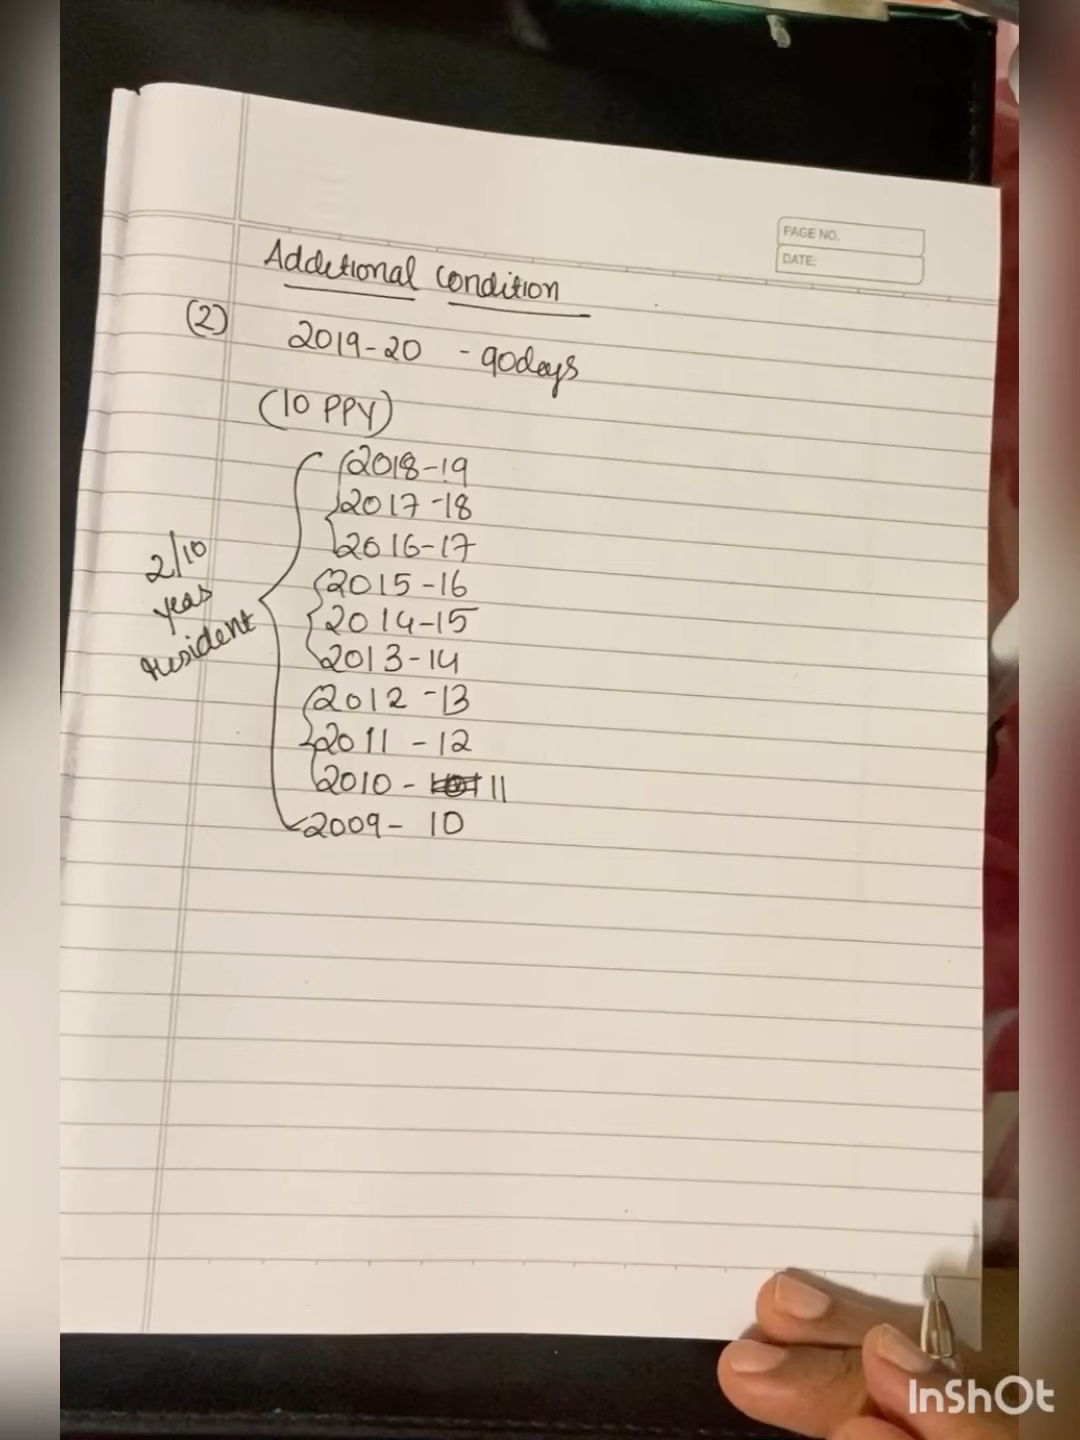 PAGE NO.
DATE:
Additional Condition
(2) 2019-20 - 90days
(10 PPY)
2018-19
2017-18
2016-17
2015-16
2014-15
2013-14
2012-13
2011-12
2010-11
2009-10
2/10
years
resident
InShOt